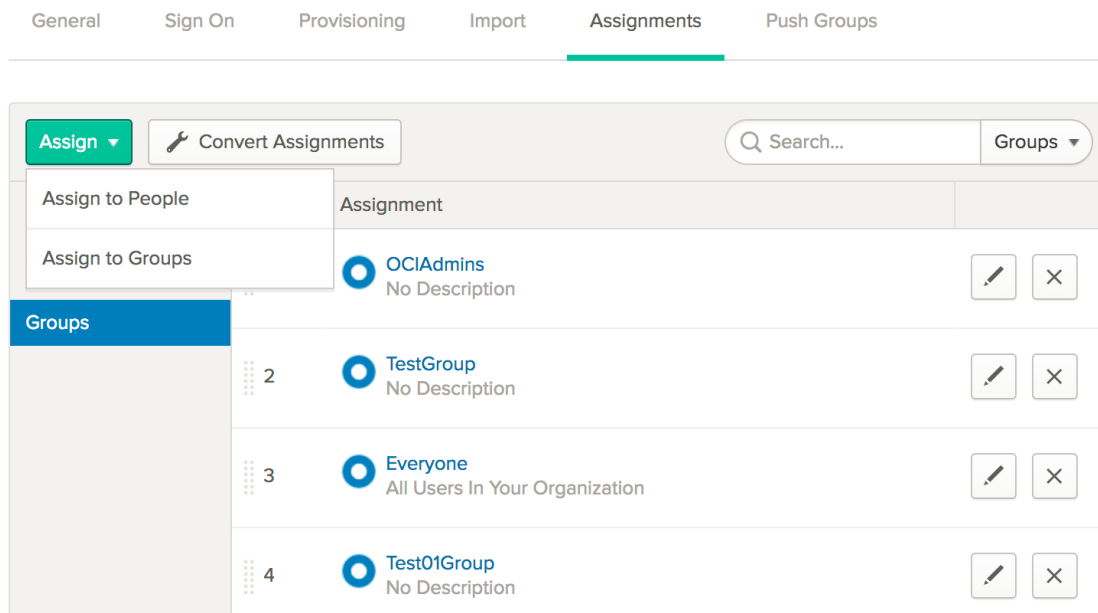 General Sign On Provisioning Import Assignments Push Groups
Assign Convert Assignments Search... Groups
Assign to People
Assignment
Assign to Groups
OCIAdmins
No Description
Groups
2 TestGroup
No Description
3 Everyone
All Users In Your Organization
4 Test01Group
No Description